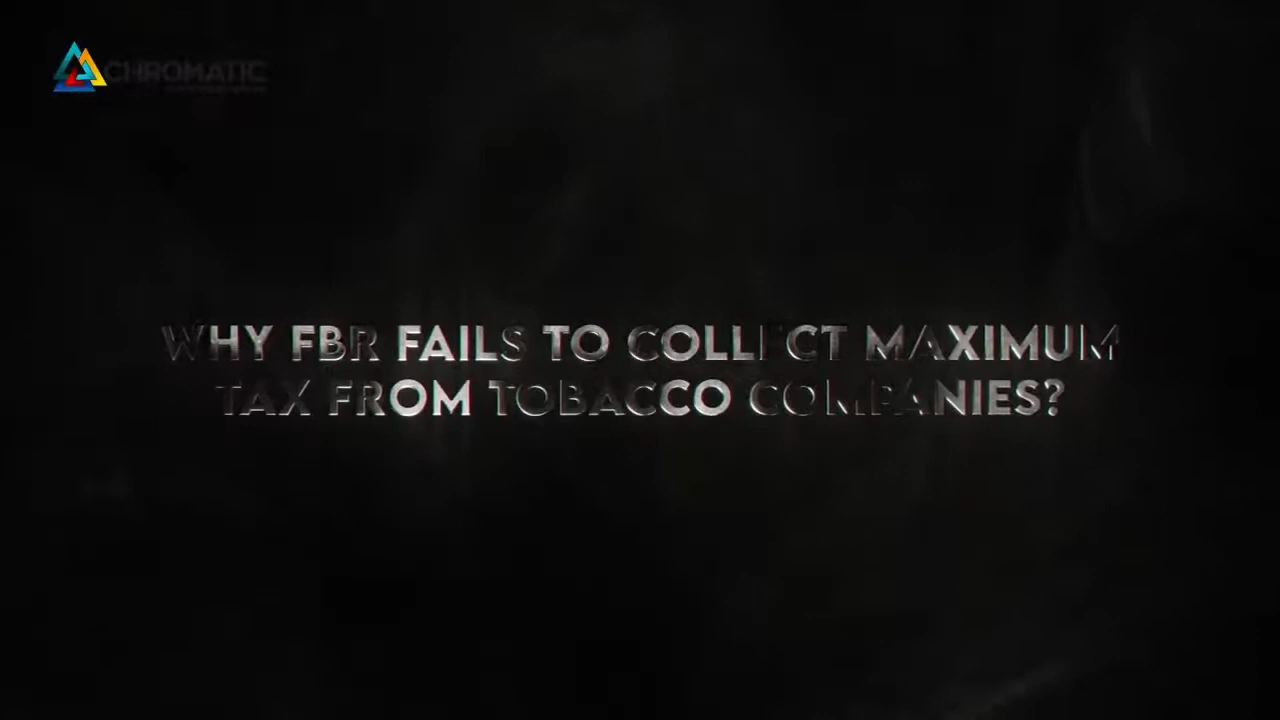 CHROMATIC
WHY FBR FAILS TO COLLECT MAXIMUM
TAX FROM TOBACCO COMPANIES?